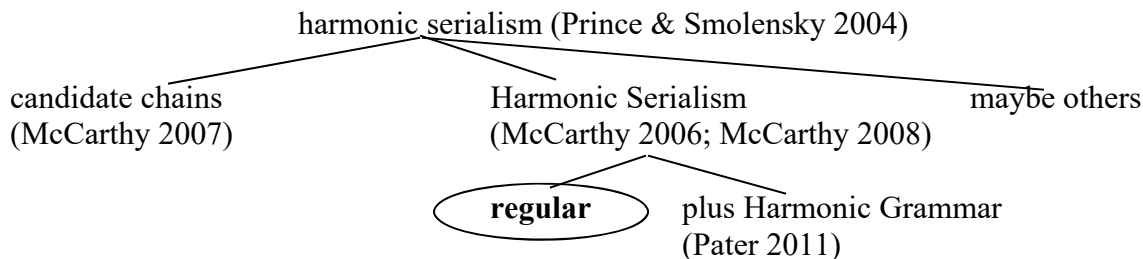 harmonic serialism (Prince & Smolensky 2004)
candidate chains Harmonic Serialism maybe others
(McCarthy 2007) (McCarthy 2006; McCarthy 2008)
regular plus Harmonic Grammar
(Pater 2011)